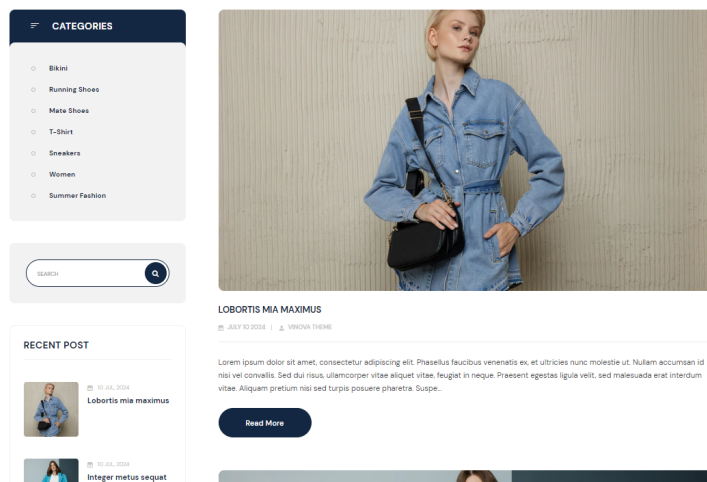 CATEGORIES
Bikini
Running Shoes
Mate Shoes
T-Shirt
Sneakers
Women
Summer Fashion
SEARCH
RECENT POST
10 JUL, 2024
Lobortis mia maximus
10 JUL, 2024
Integer metus sequat
LOBORTIS MIA MAXIMUS
JULY 10 2024 | VINOVA THEME
Lorem ipsum dolor sit amet, consectetur adipiscing elit. Phasellus faucibus venenatis ex, et ultricies nunc molestie ut. Nullam accumsan id
nisi vel convallis. Sed dui risus, ullamcorper vitae aliquet vitae, feugiat in neque. Praesent egestas ligula velit, sed malesuada erat interdum
vitae. Aliquam pretium nisi sed turpis posuere pharetra. Suspe...
Read More